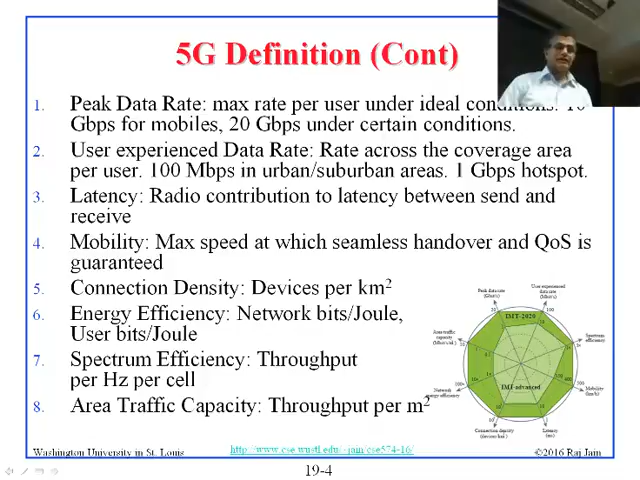 5G Definition (Cont)
1. Peak Data Rate: max rate per user under ideal conditions. 10
Gbps for mobiles, 20 Gbps under certain conditions.
2. User experienced Data Rate: Rate across the coverage area
per user. 100 Mbps in urban/suburban areas. 1 Gbps hotspot.
3. Latency: Radio contribution to latency between send and
receive
4. Mobility: Max speed at which seamless handover and QoS is
guaranteed
5. Connection Density: Devices per km2
6. Energy Efficiency: Network bits/Joule,
User bits/Joule
7. Spectrum Efficiency: Throughput
per Hz per cell
8. Area Traffic Capacity: Throughput per m2
Peak data rate
(Gbit/s)
User experienced
data rate
(Mbit/s)
IMT-2020
Area traffic
capacity
Spectrum
efficiency
IMT-advanced
Network
energy efficiency
Mobility
(km/h)
Connection density
(devices/km2)
Latency
(ms)
Washington University in St. Louis
http://www.cse.wustl.edu/~jain/cse574-16/
©2016 Raj Jain
19-4